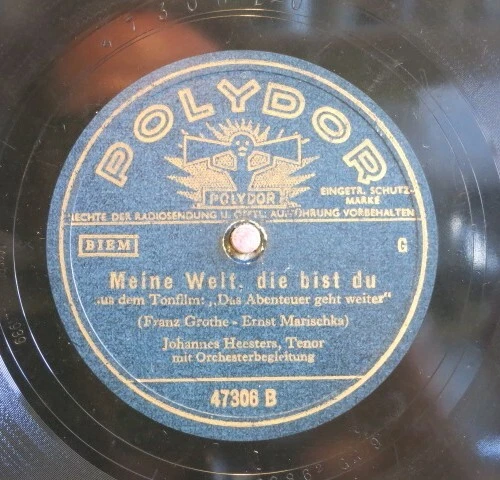 POLYDOR
POLYDOR
EINGETR. SCHUTZ-
MARKE
RECHTE DER RADIOSENDUNG U. ÖFFTL. AUFFÜHRUNG VORBEHALTEN
BIEM G
Meine Welt, die bist du
aus dem Tonfilm: „Das Abenteuer geht weiter“
(Franz Grothe - Ernst Marischka)
Johannes Heesters, Tenor
mit Orchesterbegleitung
47306 B